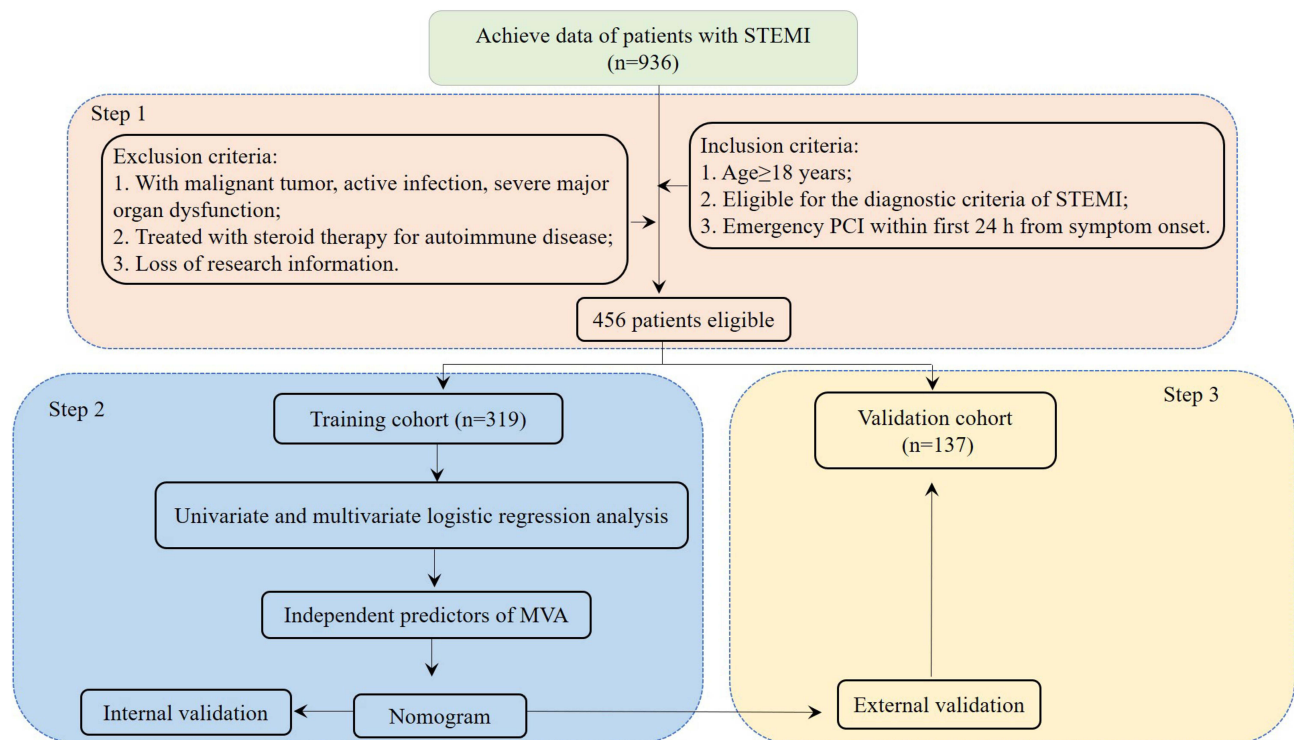 Achieve data of patients with STEMI
(n=936)
Step 1
Exclusion criteria:
1. With malignant tumor, active infection, severe major
organ dysfunction;
2. Treated with steroid therapy for autoimmune disease;
3. Loss of research information.
Inclusion criteria:
1. Age≥18 years;
2. Eligible for the diagnostic criteria of STEMI;
3. Emergency PCI within first 24 h from symptom onset.
456 patients eligible
Step 2
Training cohort (n=319)
Univariate and multivariate logistic regression analysis
Independent predictors of MVA
Nomogram
Internal validation
Step 3
Validation cohort
(n=137)
External validation